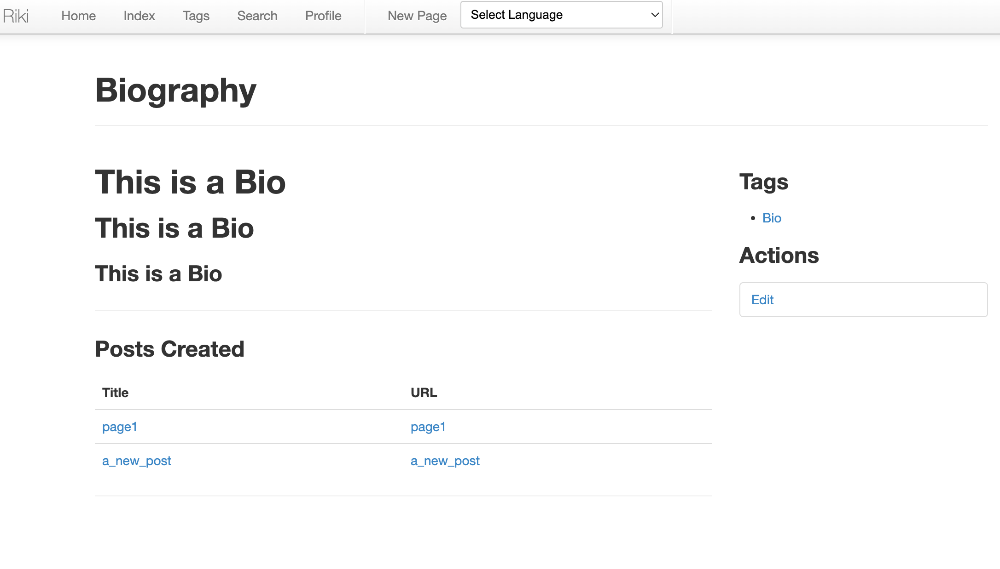 Riki Home Index Tags Search Profile New Page Select Language
Biography
This is a Bio
This is a Bio
This is a Bio
Posts Created
Title URL
page1 page1
a_new_post a_new_post
Tags
Bio
Actions
Edit